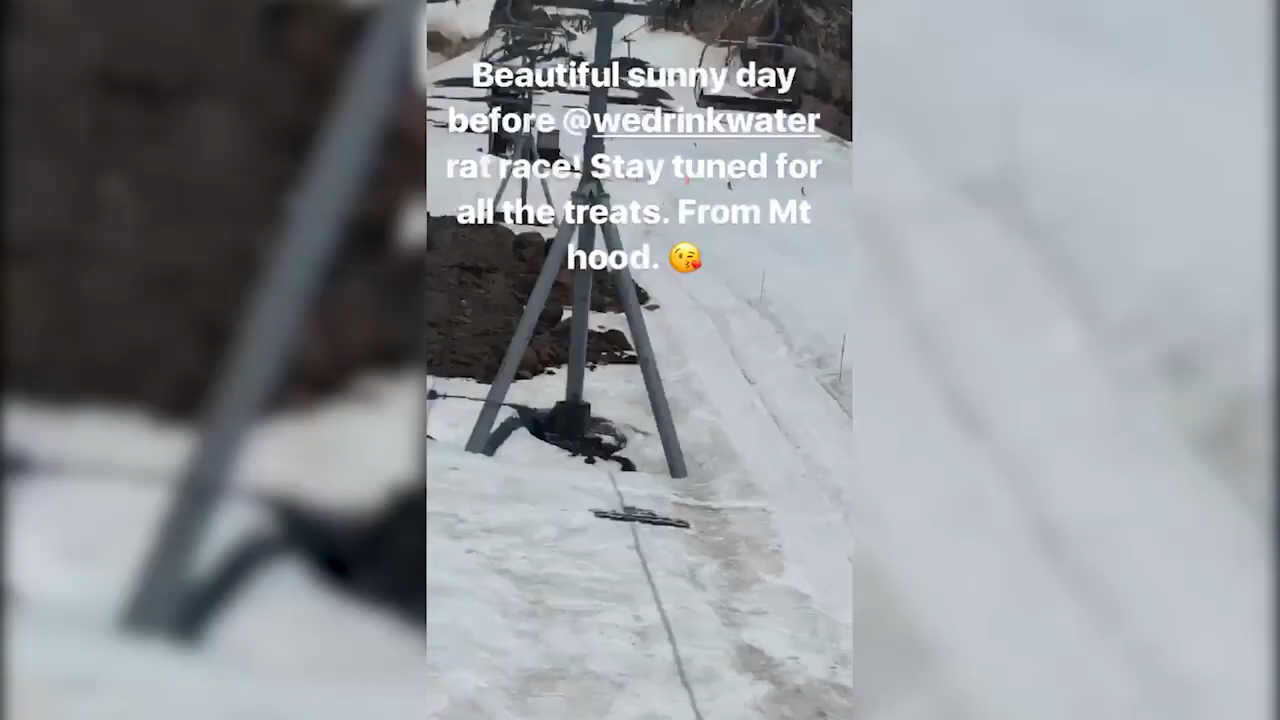 Beautiful sunny day
before @wedrinkwater
rat race! Stay tuned for
all the treats. From Mt
hood. 😘